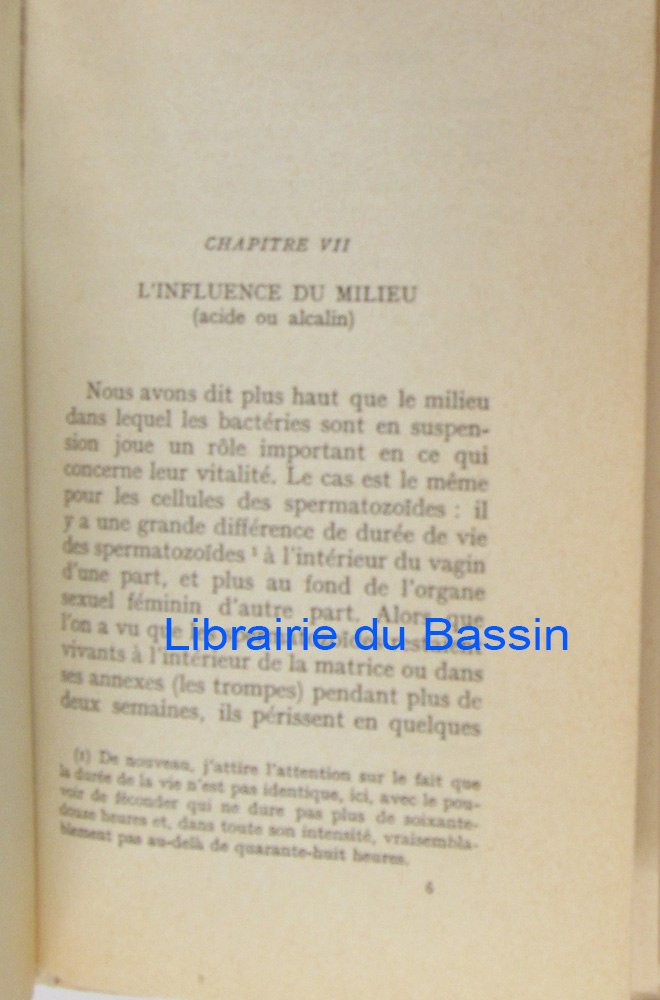 CHAPITRE VII
L'INFLUENCE DU MILIEU
(acide ou alcalin)
Nous avons dit plus haut que le milieu
dans lequel les bactéries sont en suspen-
sion joue un rôle important en ce qui
concerne leur vitalité. Le cas est le même
pour les cellules des spermatozoïdes : il
y a une grande différence de durée de vie
des spermatozoïdes ¹ à l'intérieur du vagin
d'une part, et plus au fond de l'organe
sexuel féminin d'autre part. Alors que
l'on a vu que les
Librairie du Bassin
vivants à l'intérieur de la matrice ou dans
ses annexes (les trompes) pendant plus de
deux semaines, ils périssent en quelques
(1) De nouveau, j'attire l'attention sur le fait que
la durée de la vie n'est pas identique, ici, avec le pou-
voir de féconder qui ne dure pas plus de soixante-
douze heures et, dans toute son intensité, vraisembla-
blement pas au-delà de quarante-huit heures.
6